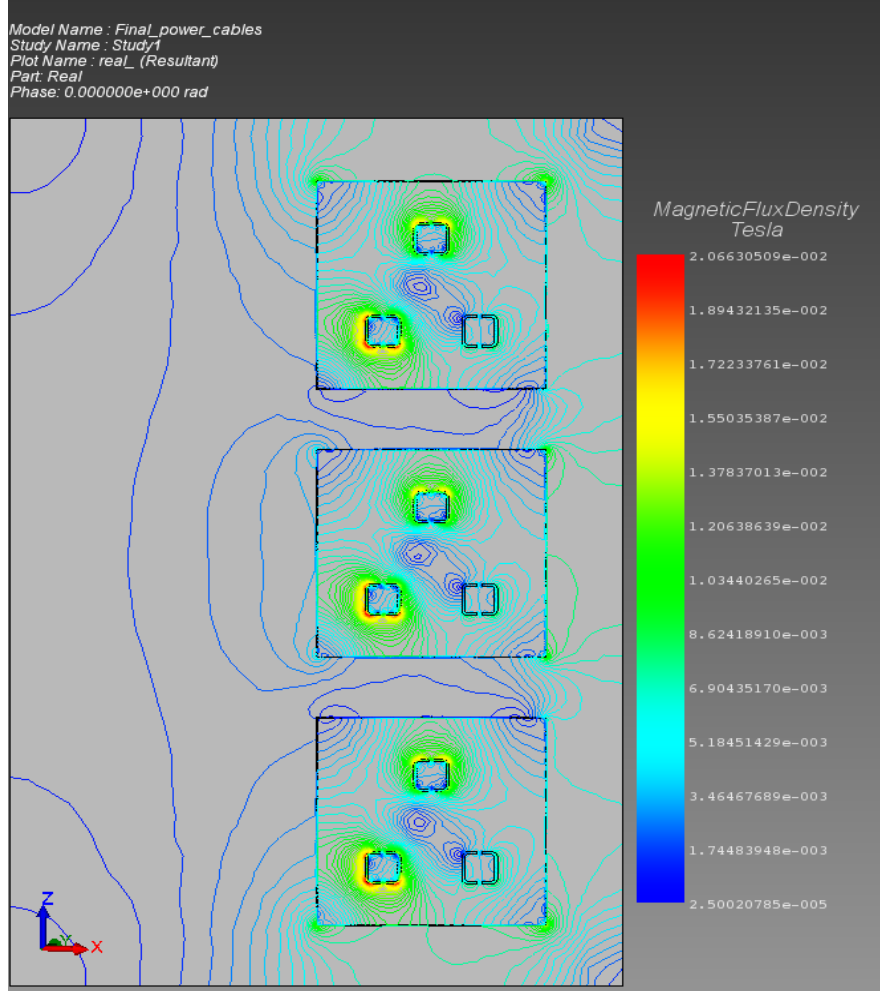 Model Name : Final_power_cables
Study Name : Study1
Plot Name : real_ (Resultant)
Part: Real
Phase: 0.000000e+000 rad
MagneticFluxDensity
Tesla
2.06630509e-002
1.89432135e-002
1.72233761e-002
1.55035387e-002
1.37837013e-002
1.20638639e-002
1.03440265e-002
8.62418910e-003
6.90435170e-003
5.18451429e-003
3.46467689e-003
1.74483948e-003
2.50020785e-005
Z
Y
X